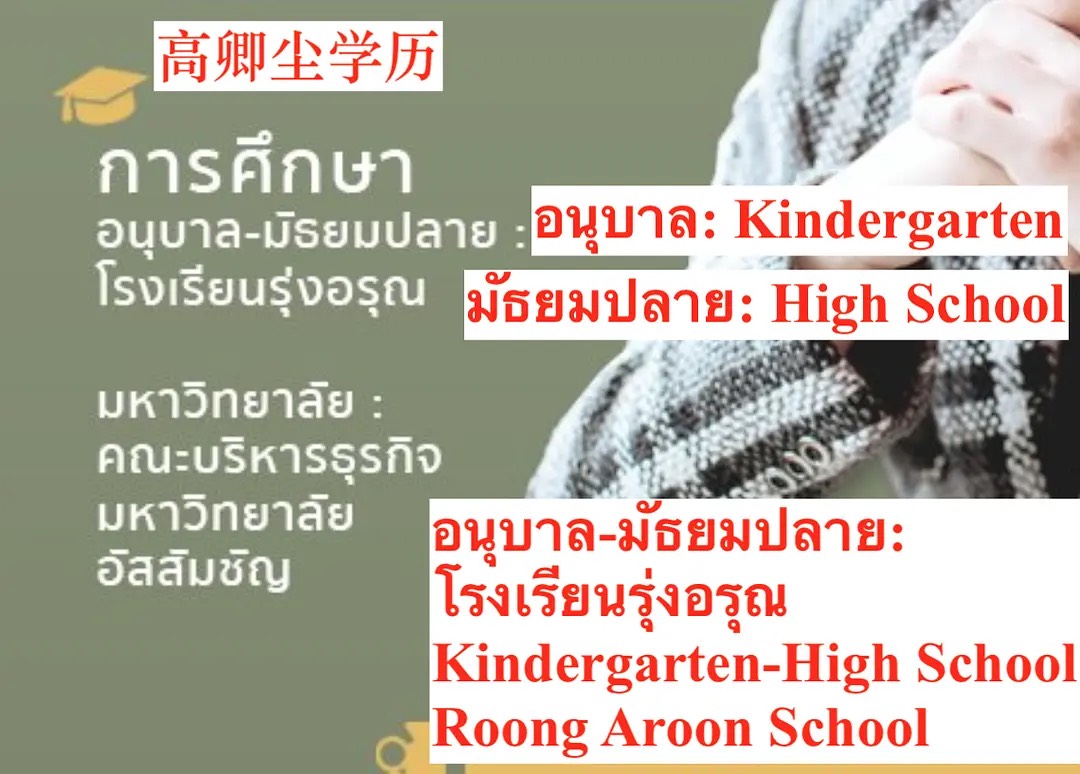 高卿尘学历
การศึกษา
อนุบาล-มัธยมปลาย :
โรงเรียนรุ่งอรุณ
อนุบาล: Kindergarten
มัธยมปลาย: High School
มหาวิทยาลัย :
คณะบริหารธุรกิจ
มหาวิทยาลัย
อัสสัมชัญ
อนุบาล-มัธยมปลาย:
โรงเรียนรุ่งอรุณ
Kindergarten-High School
Roong Aroon School